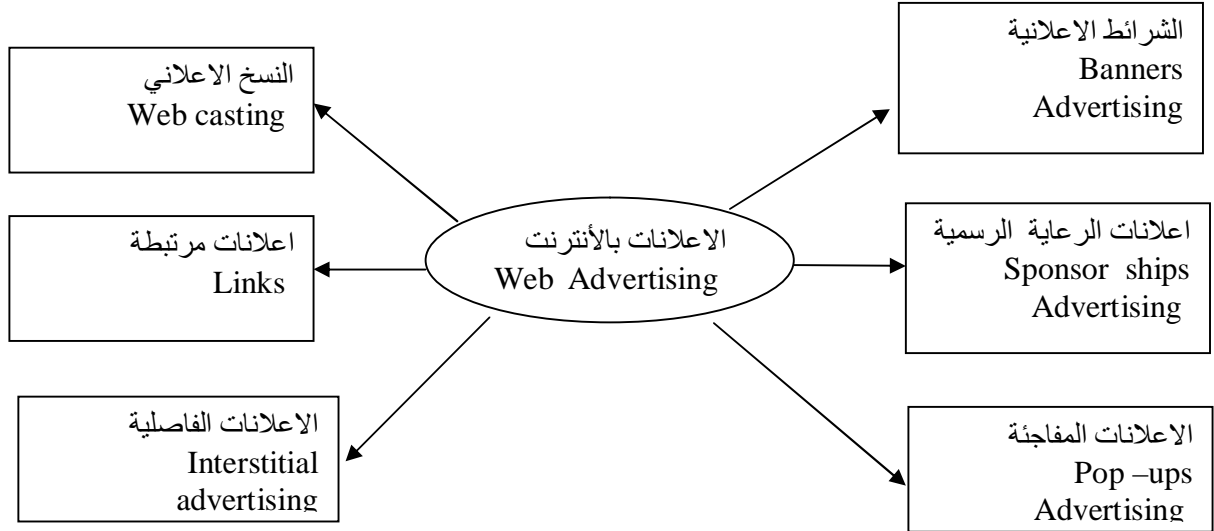 الشرائط الاعلانية
Banners
Advertising
النسخ الاعلاني
Web casting
اعلانات الرعاية الرسمية
Sponsor ships
Advertising
الاعلانات بالأنترنت
Web Advertising
اعلانات مرتبطة
Links
الاعلانات المفاجئة
Pop –ups
Advertising
الاعلانات الفاصلية
Interstitial
advertising